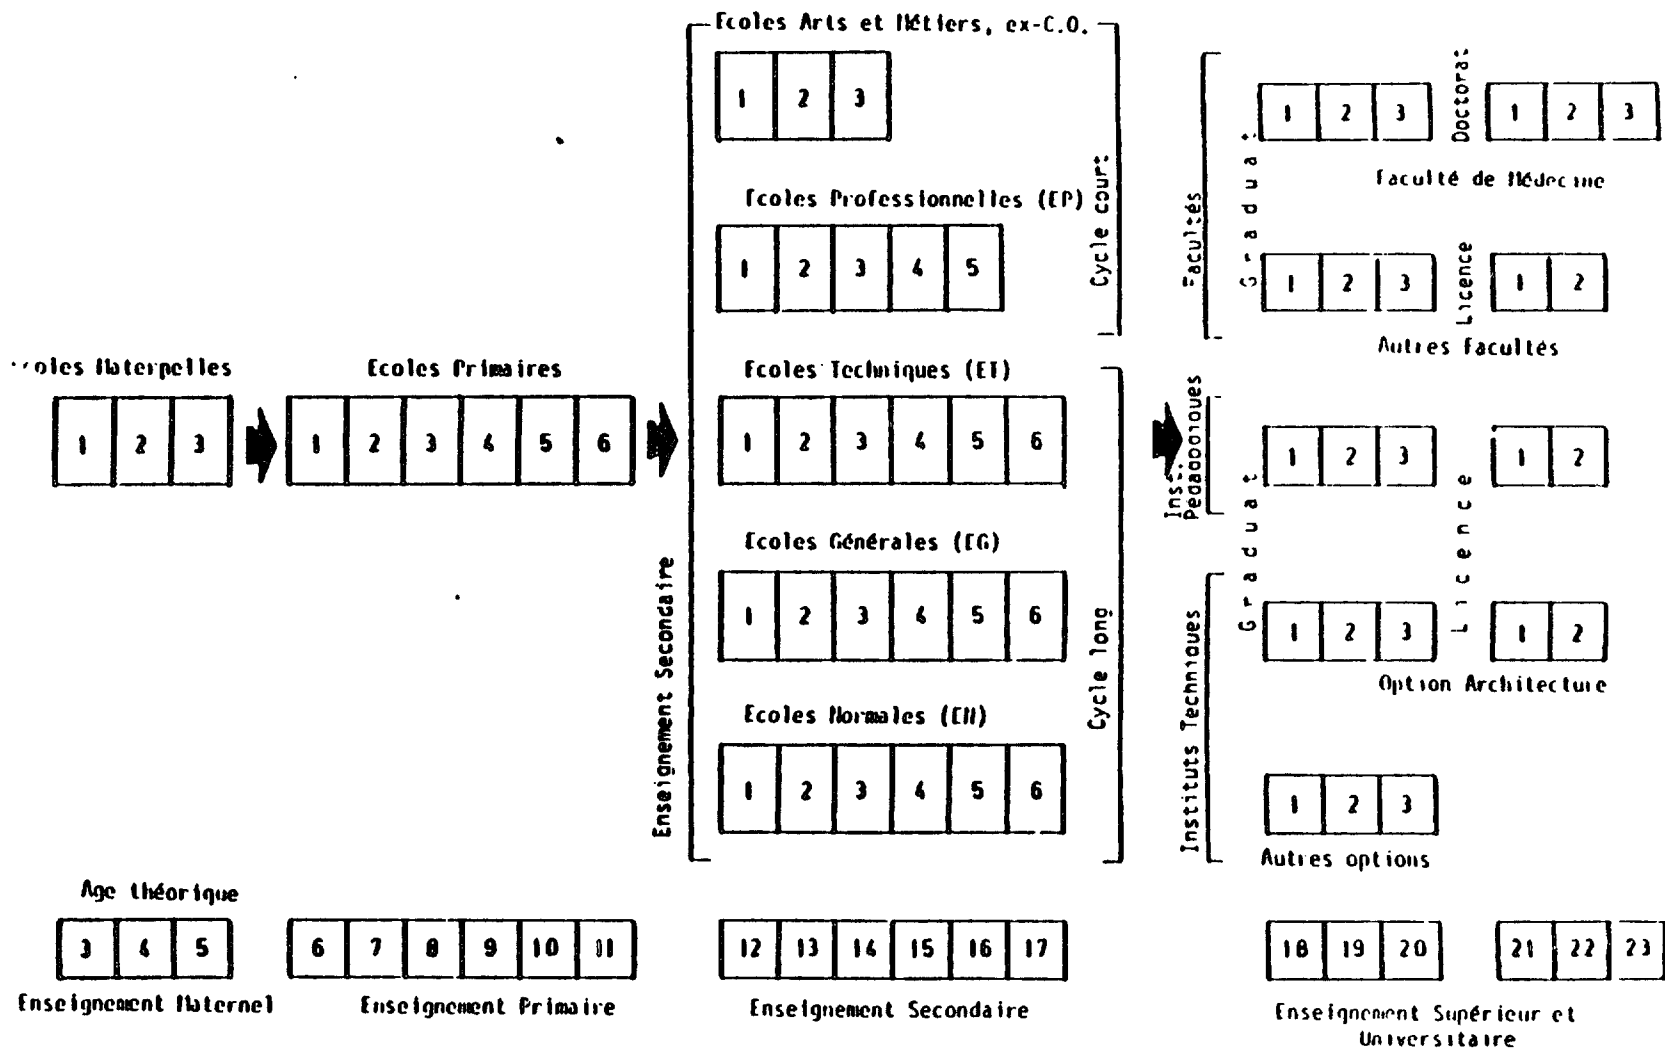 Ecoles Arts et Métiers, ex-C.O.
1 2 3
Ecoles Professionnelles (EP)
1 2 3 4 5
Cycle court
Ecoles Maternelles
1 2 3
Ecoles Primaires
1 2 3 4 5 6
Enseignement Secondaire
Ecoles Techniques (ET)
1 2 3 4 5 6
Ecoles Générales (EG)
1 2 3 4 5 6
Ecoles Normales (EN)
1 2 3 4 5 6
Cycle long
Facultés
Graduat
1 2 3
Doctorat
1 2 3
Faculté de Médecine
1 2 3
Licence
1 2
Autres Facultés
Inst.
Pédagogiques
Graduat
1 2 3
Licence
1 2
Instituts Techniques
1 2 3
1 2
Option Architecture
1 2 3
Autres options
Age théorique
3 4 5
Enseignement Maternel
6 7 8 9 10 11
Enseignement Primaire
12 13 14 15 16 17
Enseignement Secondaire
18 19 20
21 22 23
Enseignement Supérieur et
Universitaire